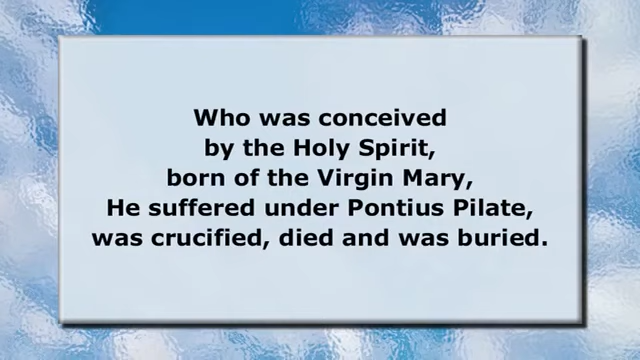 Who was conceived
by the Holy Spirit,
born of the Virgin Mary,
He suffered under Pontius Pilate,
was crucified, died and was buried.